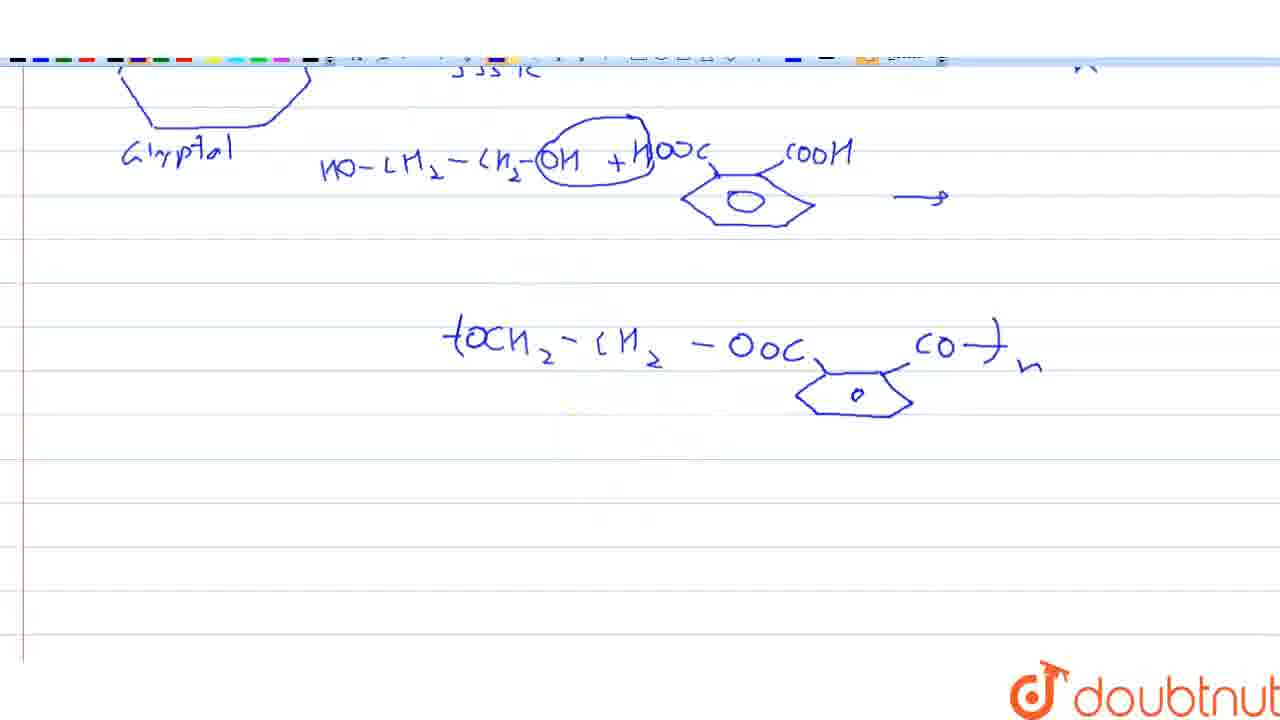 Glyptal
HO-CH2-CH2-OH + HOOC COOH →
(OCH2-CH2-OOC CO-)n
doubtnut